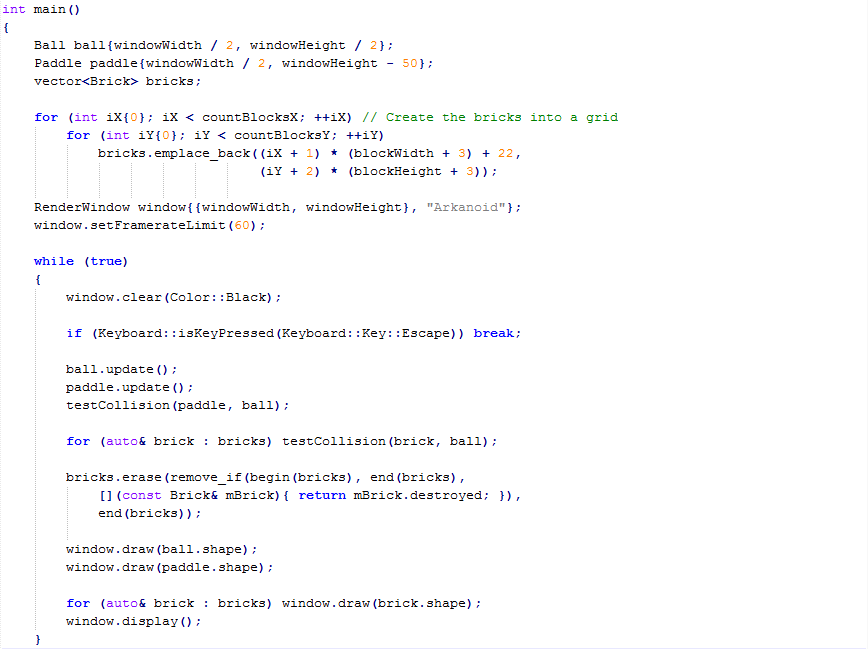 int main()
{
    Ball ball{windowWidth / 2, windowHeight / 2};
    Paddle paddle{windowWidth / 2, windowHeight - 50};
    vector<Brick> bricks;

    for (int iX{0}; iX < countBlocksX; ++iX) // Create the bricks into a grid
        for (int iY{0}; iY < countBlocksY; ++iY)
            bricks.emplace_back((iX + 1) * (blockWidth + 3) + 22,
                                (iY + 2) * (blockHeight + 3));

    RenderWindow window{{windowWidth, windowHeight}, "Arkanoid"};
    window.setFramerateLimit(60);

    while (true)
    {
        window.clear(Color::Black);

        if (Keyboard::isKeyPressed(Keyboard::Key::Escape)) break;

        ball.update();
        paddle.update();
        testCollision(paddle, ball);

        for (auto& brick : bricks) testCollision(brick, ball);

        bricks.erase(remove_if(begin(bricks), end(bricks),
            [](const Brick& mBrick){ return mBrick.destroyed; }),
            end(bricks));

        window.draw(ball.shape);
        window.draw(paddle.shape);

        for (auto& brick : bricks) window.draw(brick.shape);
        window.display();
    }